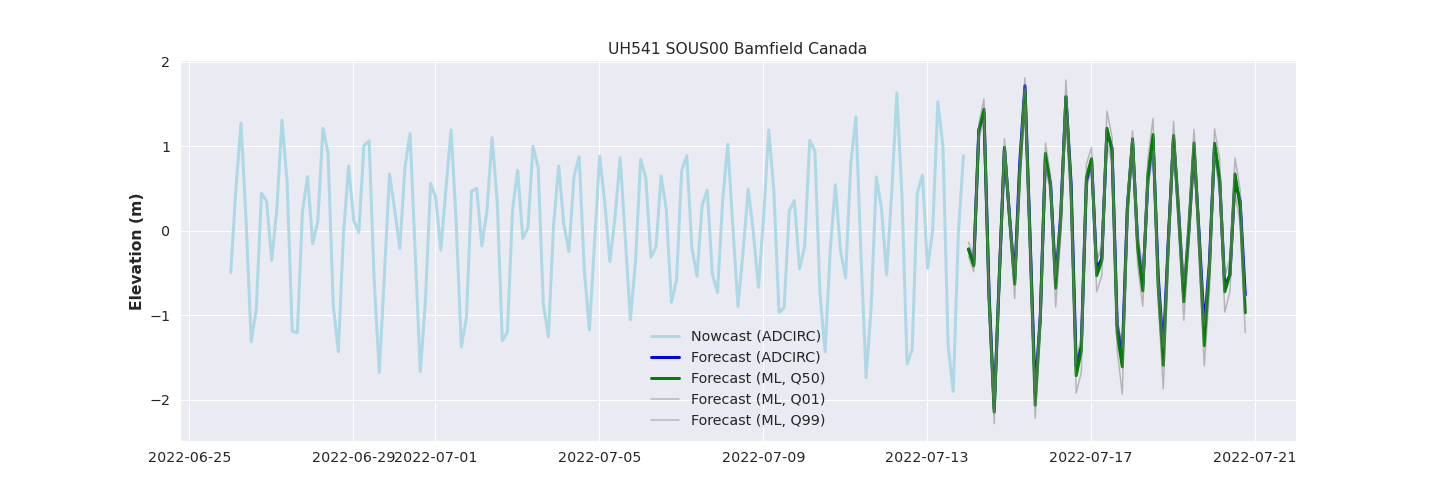 UH541 SOUS00 Bamfield Canada
Elevation (m)
2
1
0
−1
−2
Nowcast (ADCIRC)
Forecast (ADCIRC)
Forecast (ML, Q50)
Forecast (ML, Q01)
Forecast (ML, Q99)
2022-06-25 2022-06-29 2022-07-01 2022-07-05 2022-07-09 2022-07-13 2022-07-17 2022-07-21